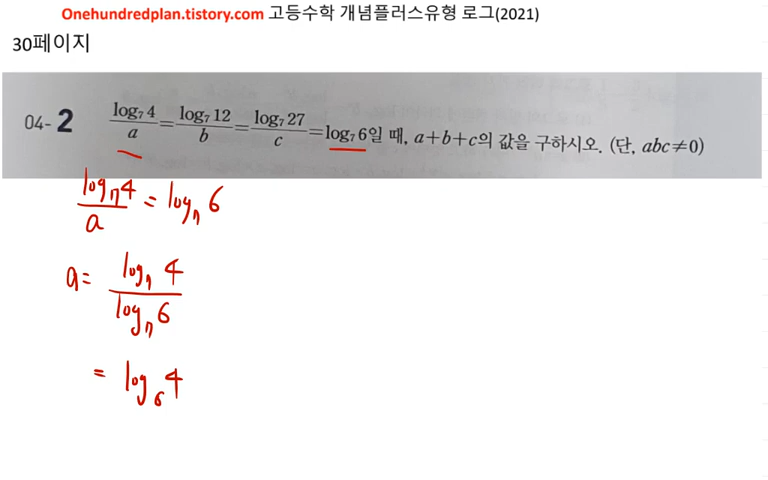 Onehundredplan.tistory.com 고등수학 개념플러스유형 로그(2021)
30페이지
04-2 log₇4/a = log₇12/b = log₇27/c = log₇6일 때, a+b+c의 값을 구하시오. (단, abc≠0)
log₇4/a = log₇6
a = log₇4/log₇6
= log₆4